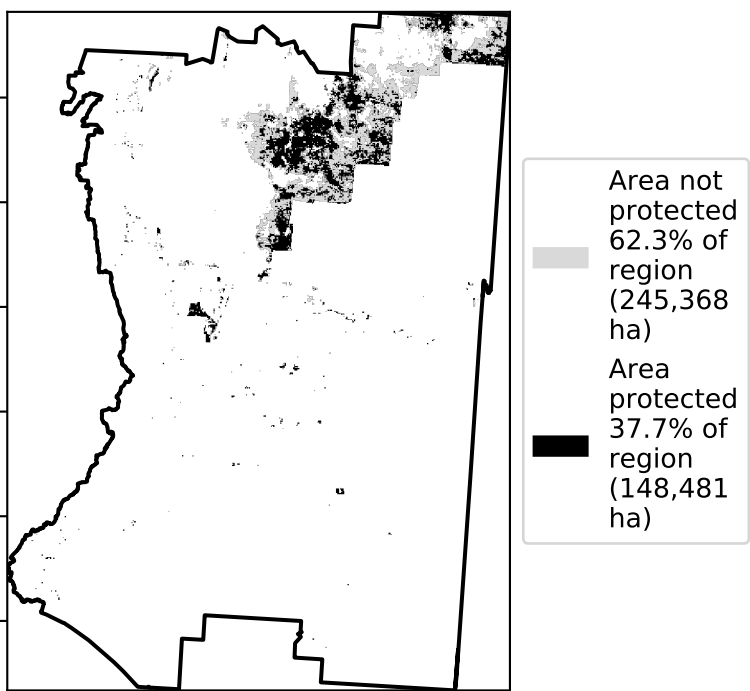 Area not
protected
62.3% of
region
(245,368
ha)
Area
protected
37.7% of
region
(148,481
ha)